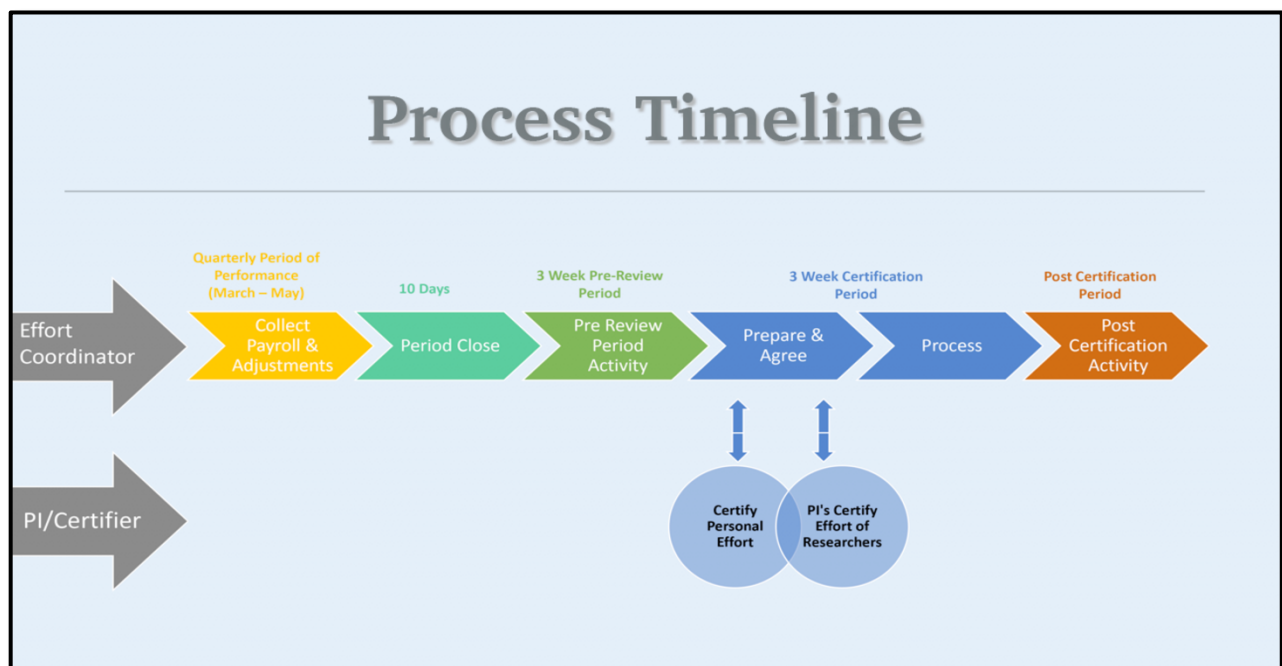 Process Timeline
Quarterly Period of
Performance
(March – May)
10 Days
3 Week Pre-Review
Period
3 Week Certification
Period
Post Certification
Period
Effort
Coordinator
Collect
Payroll &
Adjustments
Period Close
Pre Review
Period
Activity
Prepare &
Agree
Process
Post
Certification
Activity
PI/Certifier
Certify
Personal
Effort
PI's Certify
Effort of
Researchers